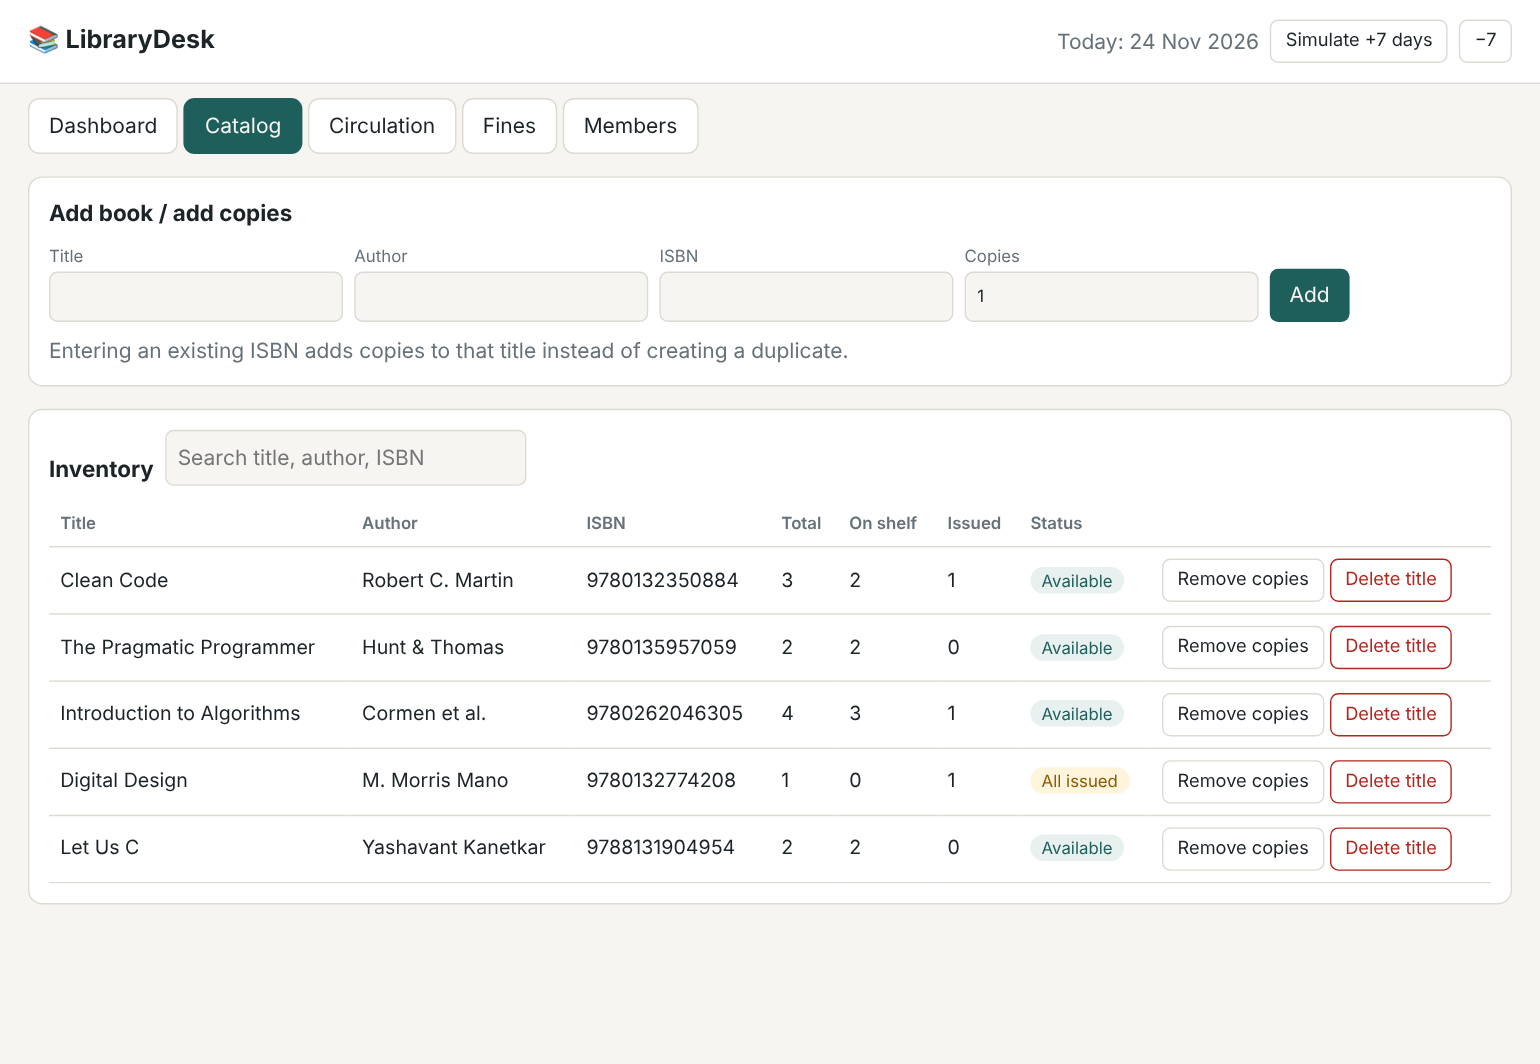 LibraryDesk
Today: 24 Nov 2026 Simulate +7 days −7
Dashboard Catalog Circulation Fines Members
Add book / add copies
Title Author ISBN Copies
1 Add
Entering an existing ISBN adds copies to that title instead of creating a duplicate.
Inventory Search title, author, ISBN
Title Author ISBN Total On shelf Issued Status
Clean Code Robert C. Martin 9780132350884 3 2 1 Available Remove copies Delete title
The Pragmatic Programmer Hunt & Thomas 9780135957059 2 2 0 Available Remove copies Delete title
Introduction to Algorithms Cormen et al. 9780262046305 4 3 1 Available Remove copies Delete title
Digital Design M. Morris Mano 9780132774208 1 0 1 All issued Remove copies Delete title
Let Us C Yashavant Kanetkar 9788131904954 2 2 0 Available Remove copies Delete title